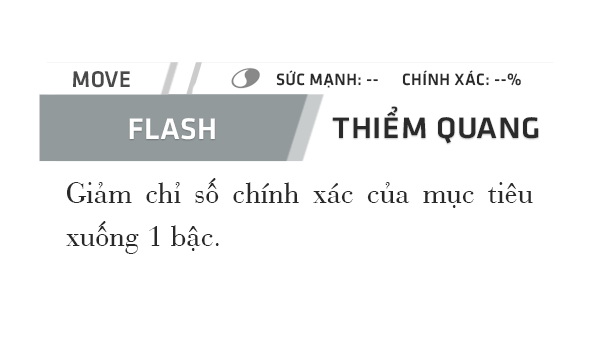 MOVE SỨC MẠNH: -- CHÍNH XÁC: --%
FLASH THIỂM QUANG
Giảm chỉ số chính xác của mục tiêu
xuống 1 bậc.